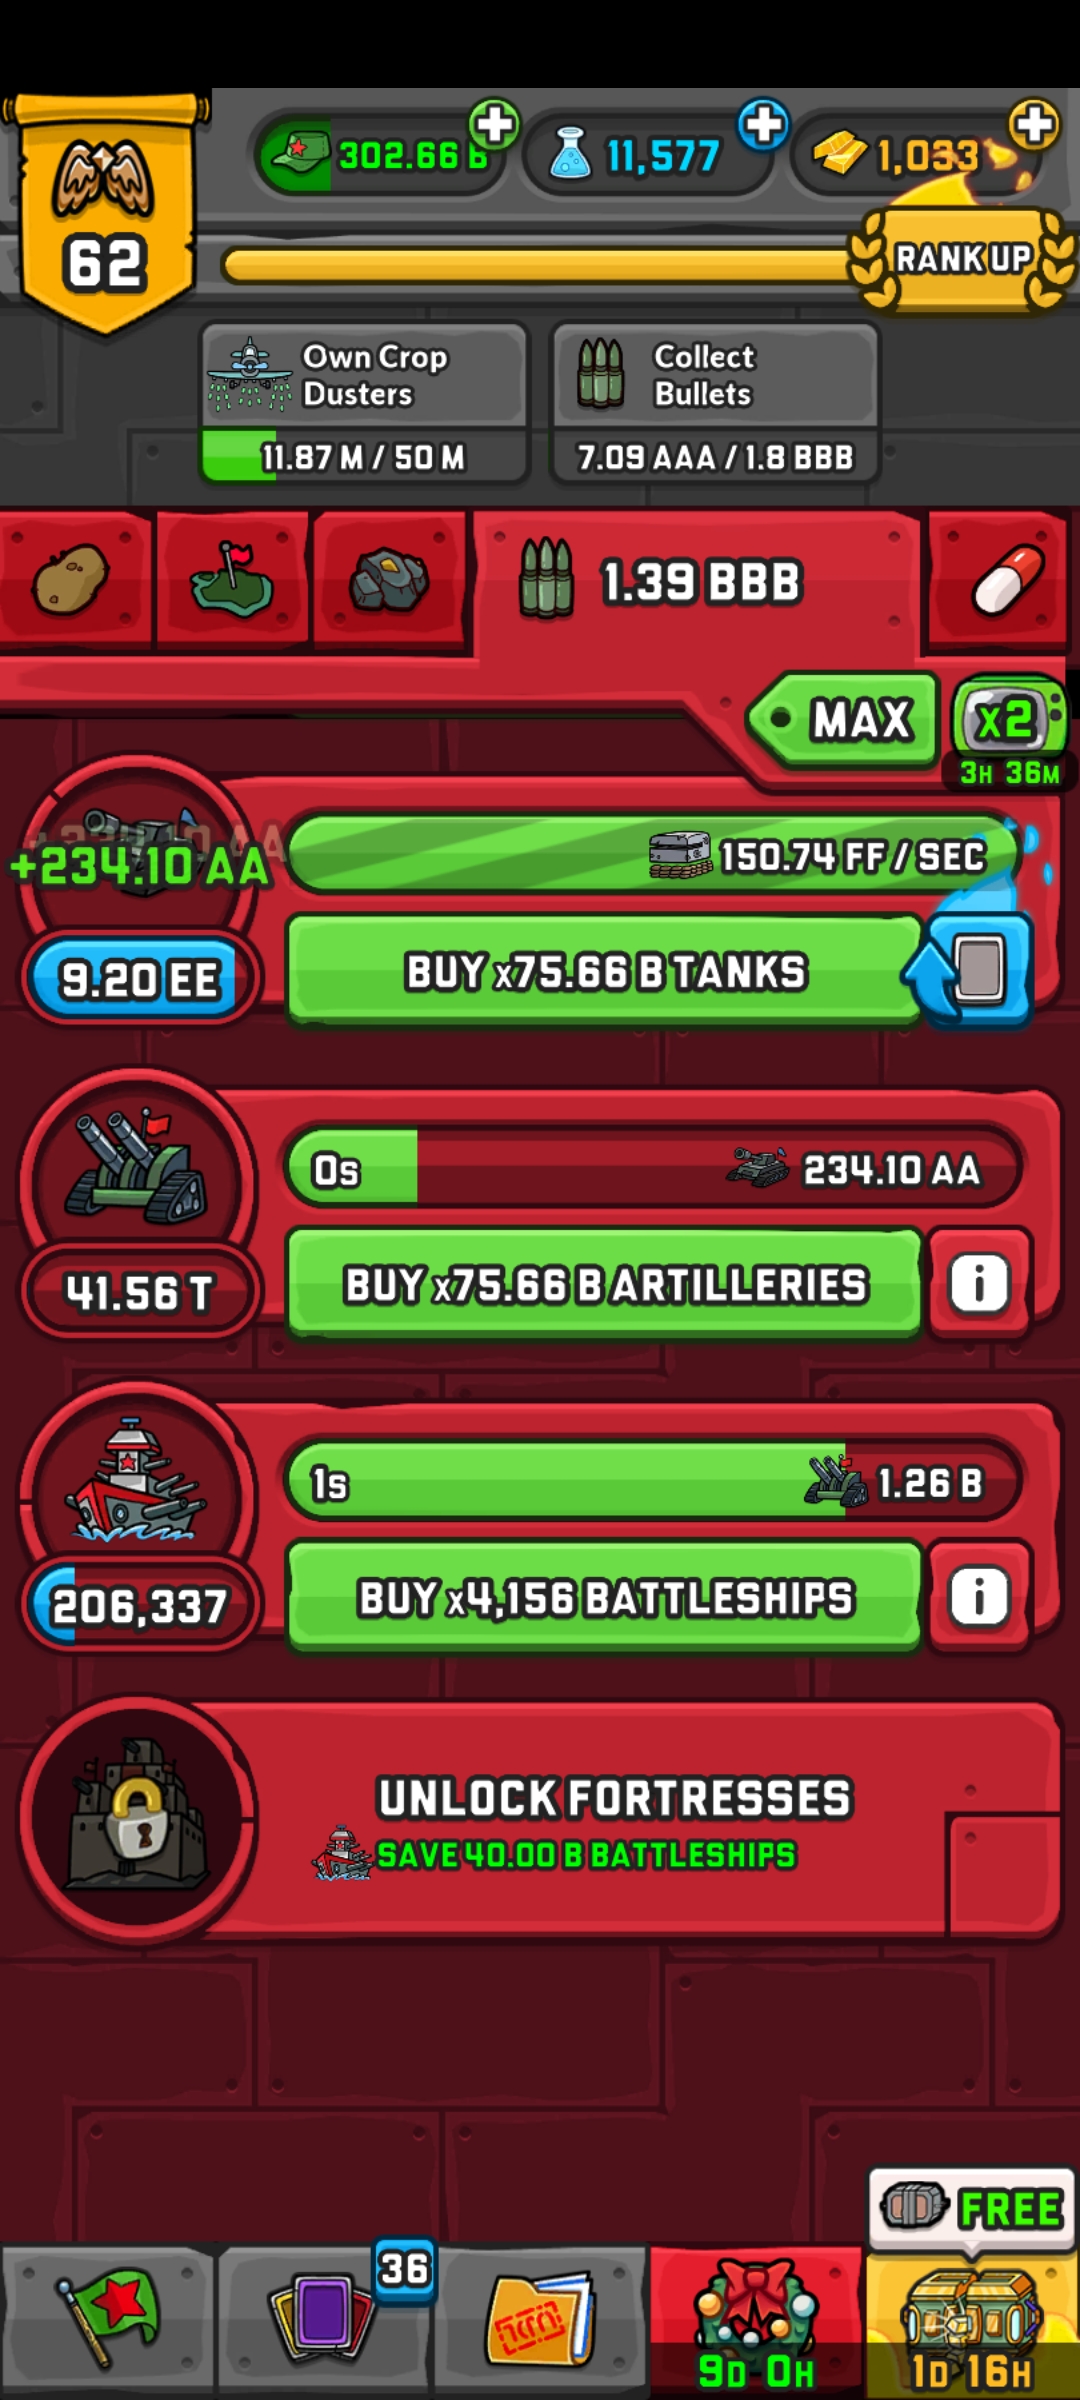 302.66 B
11,577
1,033
62
RANK UP
Own Crop
Dusters
11.87 M / 50 M
Collect
Bullets
7.09 AAA / 1.8 BBB
1.39 BBB
MAX
x2
3H 36M
+234.10 AA
150.74 FF / SEC
9.20 EE
BUY x75.66 B TANKS
0s
234.10 AA
41.56 T
BUY x75.66 B ARTILLERIES
i
1s
1.26 B
206,337
BUY x4,156 BATTLESHIPS
i
UNLOCK FORTRESSES
SAVE 40.00 B BATTLESHIPS
FREE
36
9D 0H
1D 16H